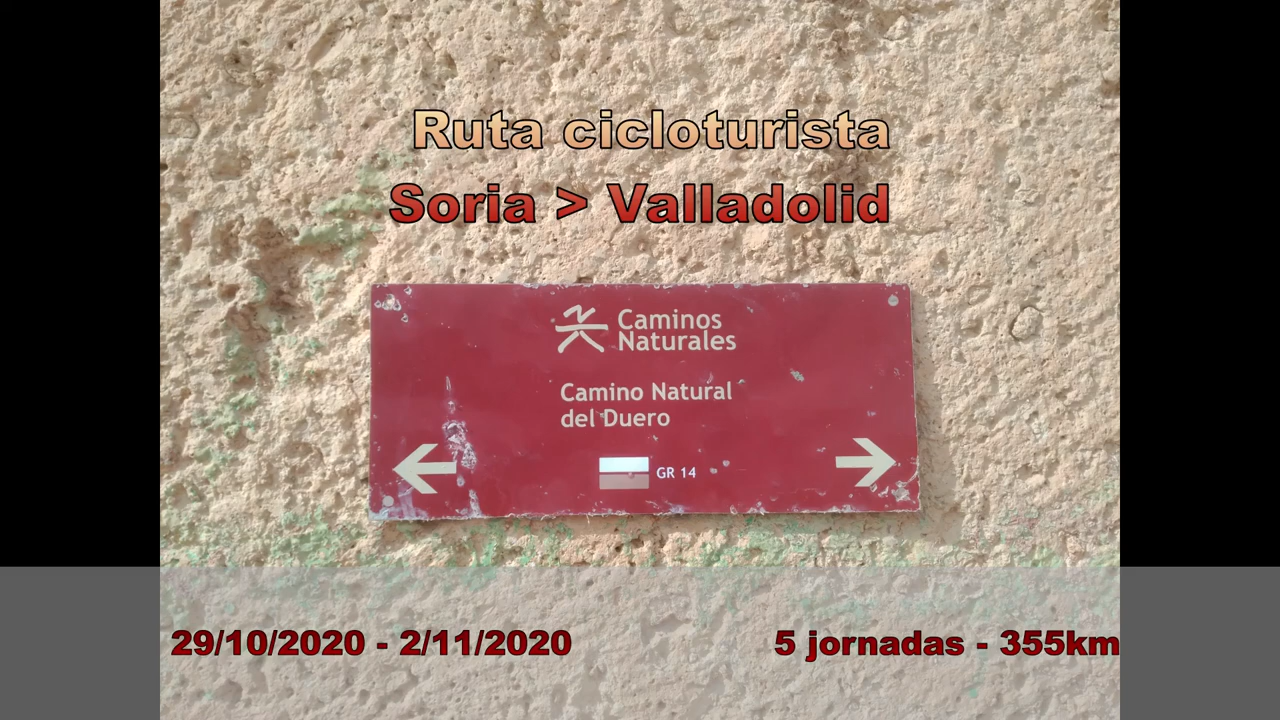 Ruta cicloturista
Soria > Valladolid
Caminos
Naturales
Camino Natural
del Duero
GR 14
29/10/2020 - 2/11/2020
5 jornadas - 355km